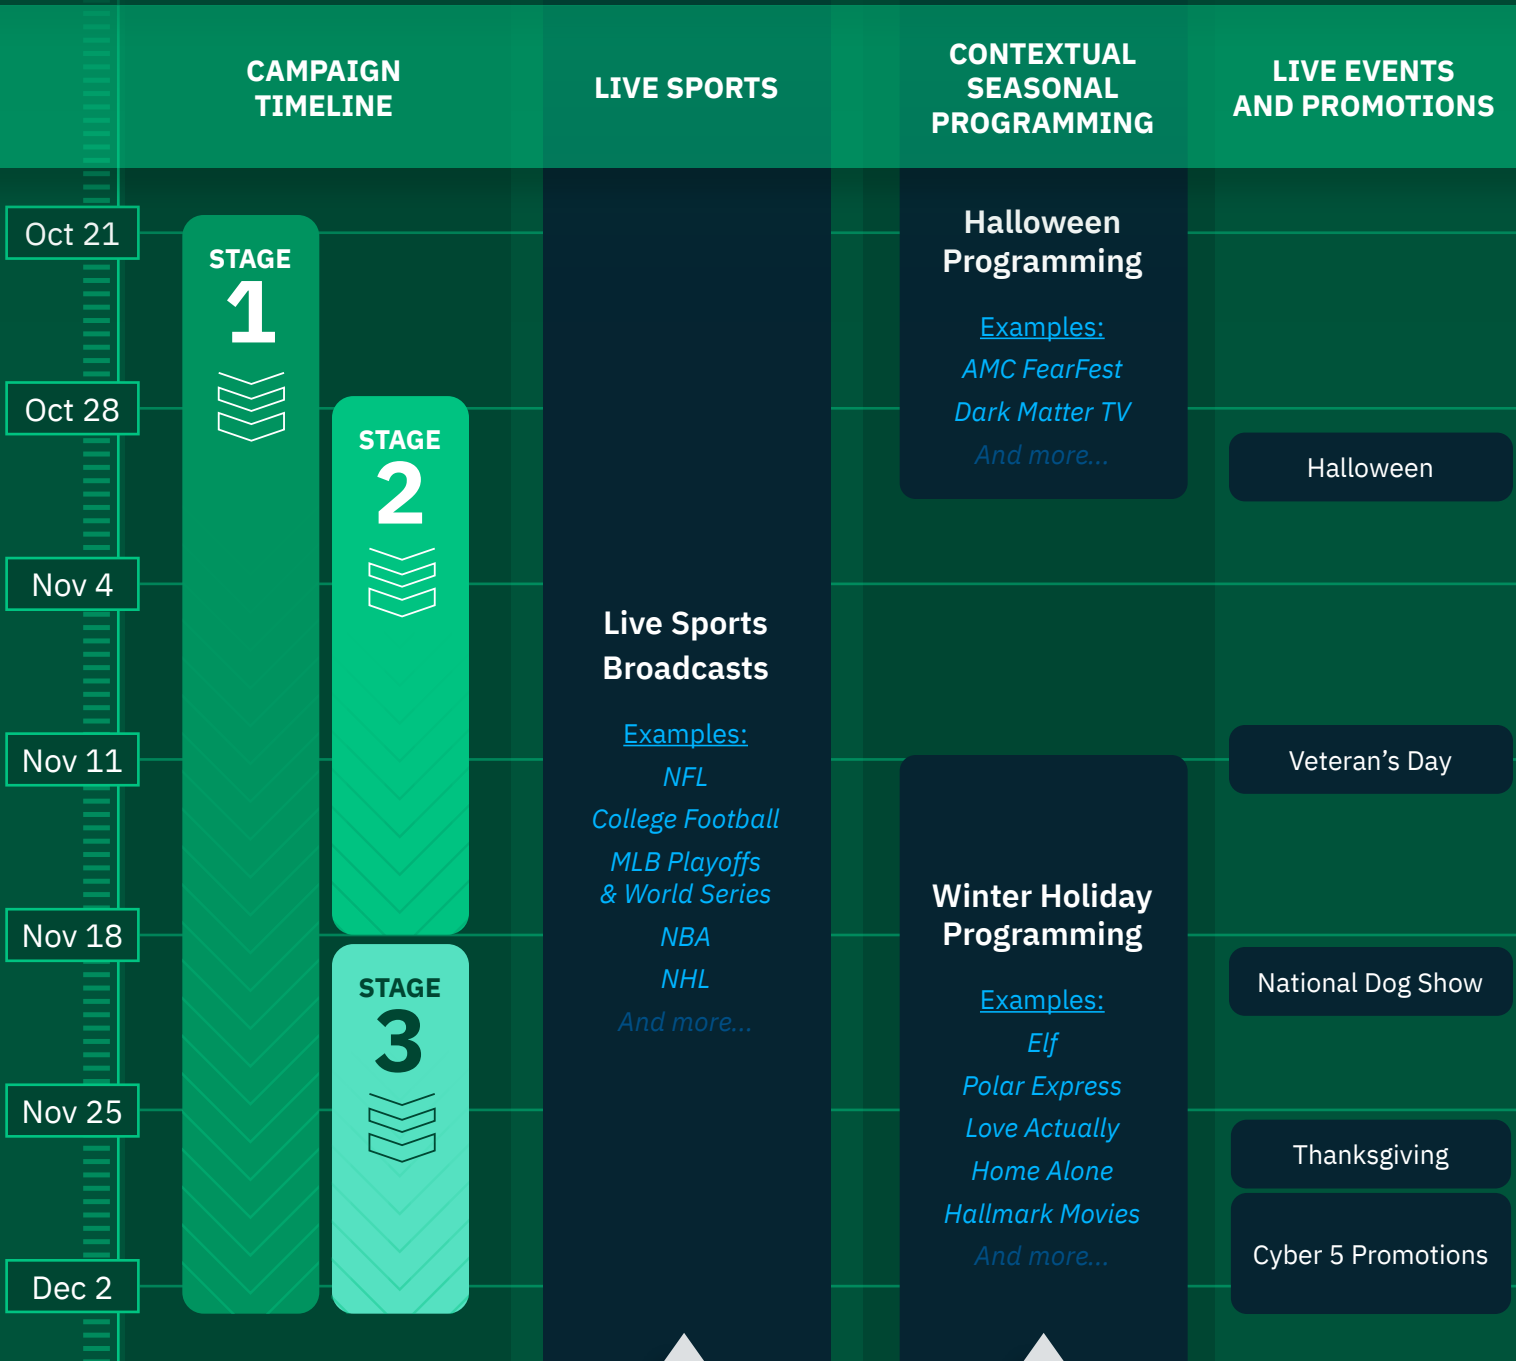 CAMPAIGN
TIMELINE
LIVE SPORTS
CONTEXTUAL
SEASONAL
PROGRAMMING
LIVE EVENTS
AND PROMOTIONS
Oct 21
Oct 28
Nov 4
Nov 11
Nov 18
Nov 25
Dec 2
STAGE
1
STAGE
2
STAGE
3
Live Sports
Broadcasts
Examples:
NFL
College Football
MLB Playoffs
& World Series
NBA
NHL
And more...
Halloween
Programming
Examples:
AMC FearFest
Dark Matter TV
And more...
Winter Holiday
Programming
Examples:
Elf
Polar Express
Love Actually
Home Alone
Hallmark Movies
And more...
Halloween
Veteran’s Day
National Dog Show
Thanksgiving
Cyber 5 Promotions